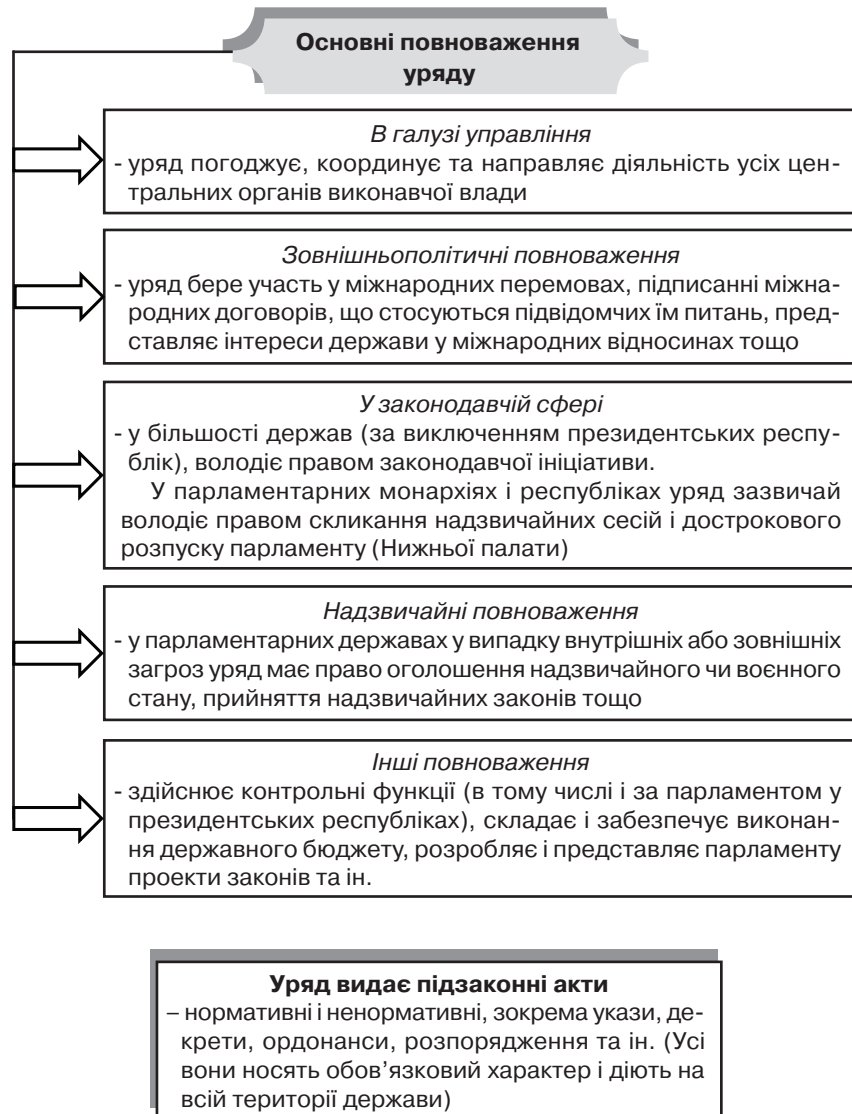 Основні повноваження
уряду
В галузі управління
- уряд погоджує, координує та направляє діяльність усіх цен-
тральних органів виконавчої влади
Зовнішньополітичні повноваження
- уряд бере участь у міжнародних перемовах, підписанні міжна-
родних договорів, що стосуються підвідомчих їм питань, пред-
ставляє інтереси держави у міжнародних відносинах тощо
У законодавчій сфері
- у більшості держав (за виключенням президентських респу-
блік), володіє правом законодавчої ініціативи.
У парламентарних монархіях і республіках уряд зазвичай
володіє правом скликання надзвичайних сесій і дострокового
розпуску парламенту (Нижньої палати)
Надзвичайні повноваження
- у парламентарних державах у випадку внутрішніх або зовнішніх
загроз уряд має право оголошення надзвичайного чи воєнного
стану, прийняття надзвичайних законів тощо
Інші повноваження
- здійснює контрольні функції (в тому числі і за парламентом у
президентських республіках), складає і забезпечує виконан-
ня державного бюджету, розробляє і представляє парламенту
проекти законів та ін.
Уряд видає підзаконні акти
– нормативні і ненормативні, зокрема укази, де-
крети, ордонанси, розпорядження та ін. (Усі
вони носять обов’язковий характер і діють на
всій території держави)